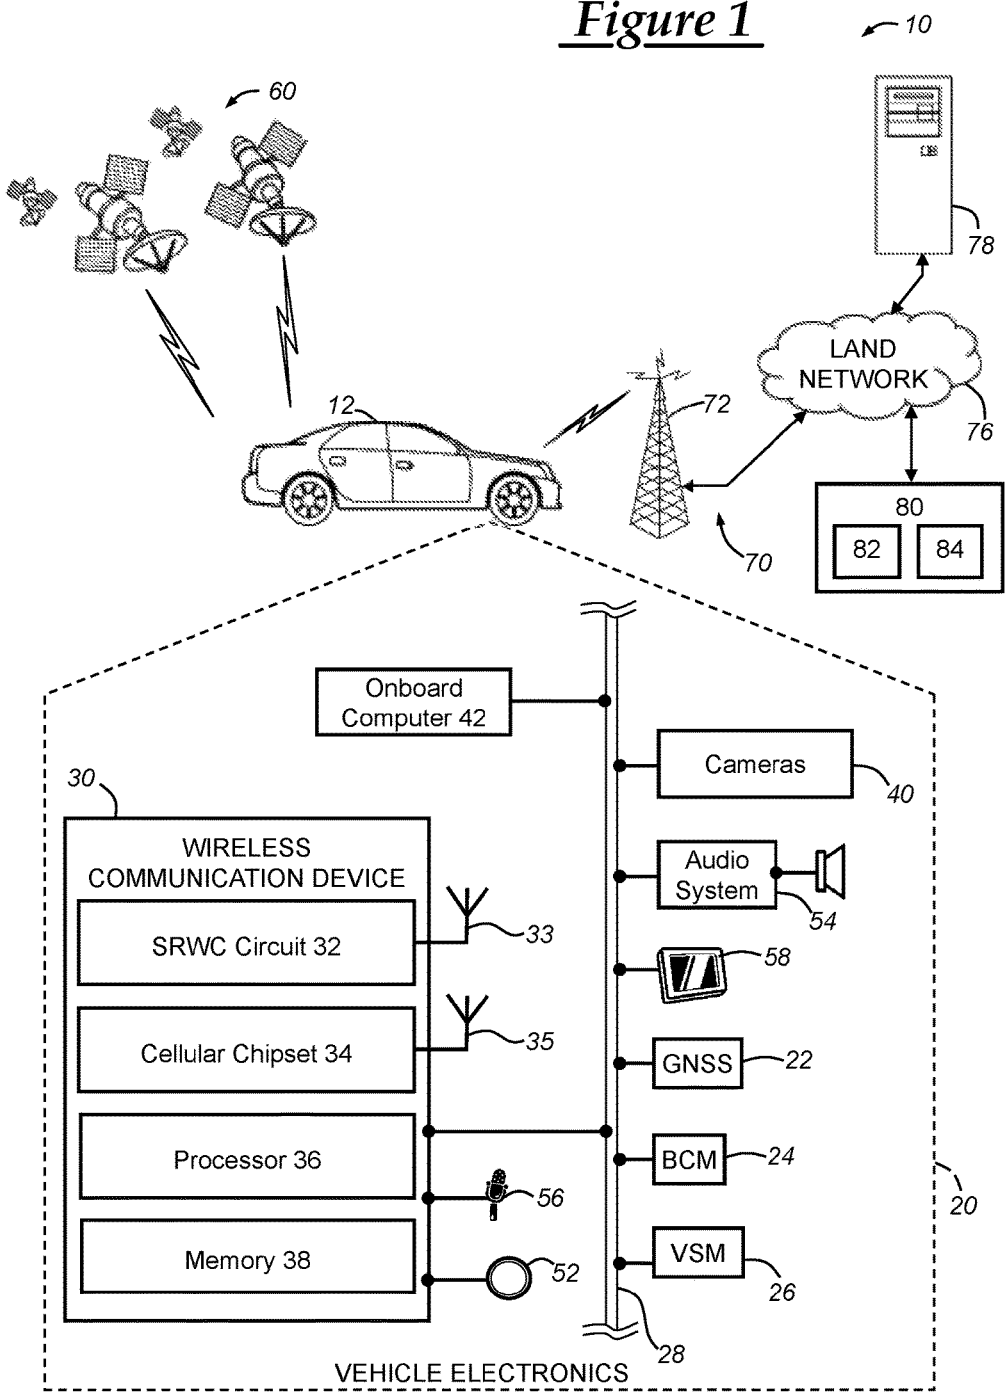 Figure 1
10
60
78
LAND
NETWORK
76
12
72
70
80
82
84
Onboard
Computer 42
Cameras
40
30
WIRELESS
COMMUNICATION DEVICE
Audio
System
54
SRWC Circuit 32
33
58
Cellular Chipset 34
35
GNSS
22
Processor 36
56
BCM
24
20
Memory 38
52
VSM
26
28
VEHICLE ELECTRONICS